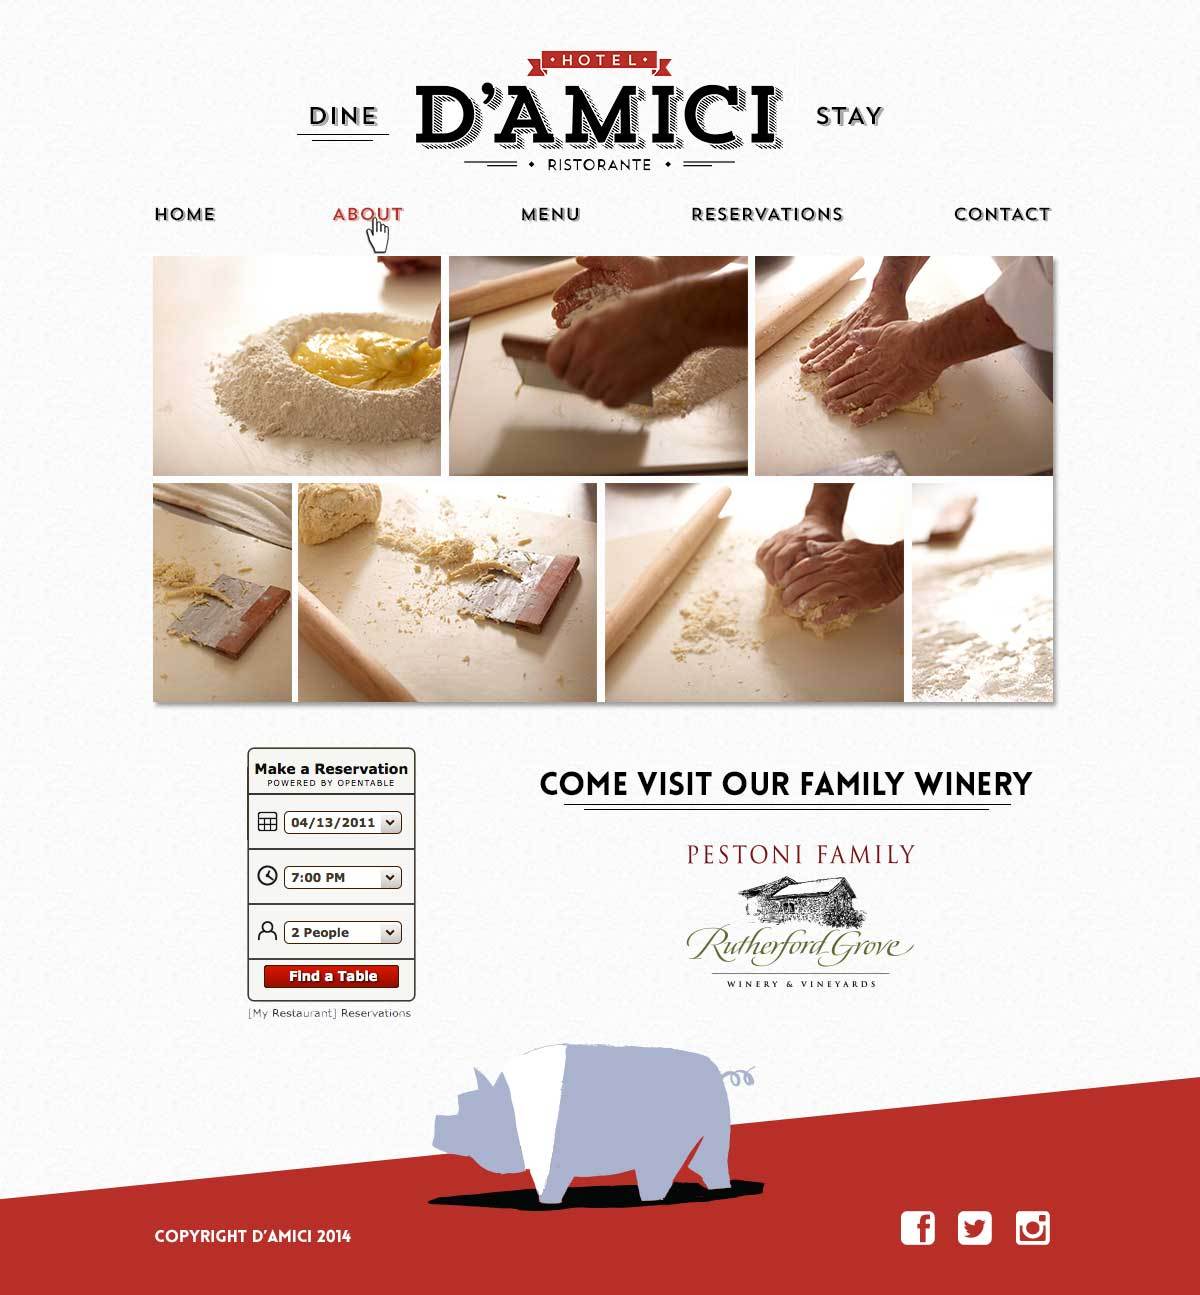 HOTEL
DINE
D'AMICI
STAY
RISTORANTE
HOME
ABOUT
MENU
RESERVATIONS
CONTACT
Make a Reservation
POWERED BY OPENTABLE
04/13/2011
7:00 PM
2 People
Find a Table
[My Restaurant] Reservations
COME VISIT OUR FAMILY WINERY
PESTONI FAMILY
Rutherford Grove
WINERY & VINEYARDS
COPYRIGHT D'AMICI 2014